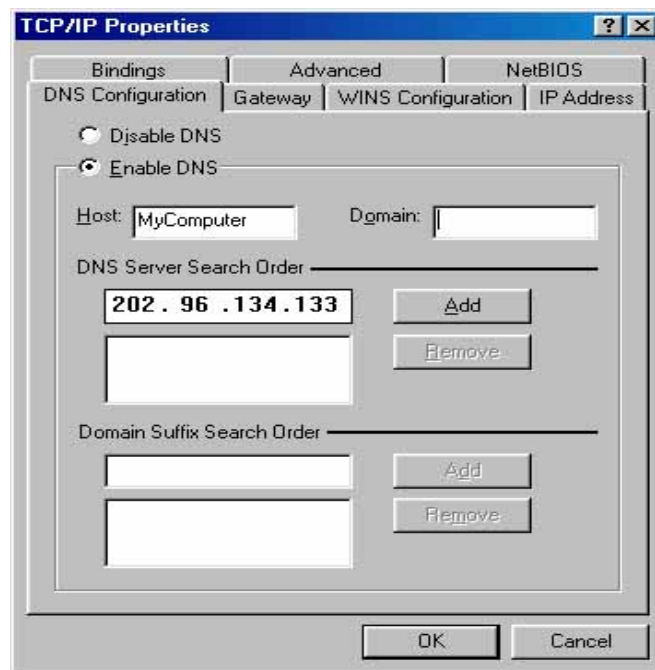 TCP/IP Properties
Bindings Advanced NetBIOS
DNS Configuration Gateway WINS Configuration IP Address
Disable DNS
Enable DNS
Host: MyComputer Domain:
DNS Server Search Order
202 . 96 .134.133 Add
Remove
Domain Suffix Search Order
Add
Remove
OK Cancel